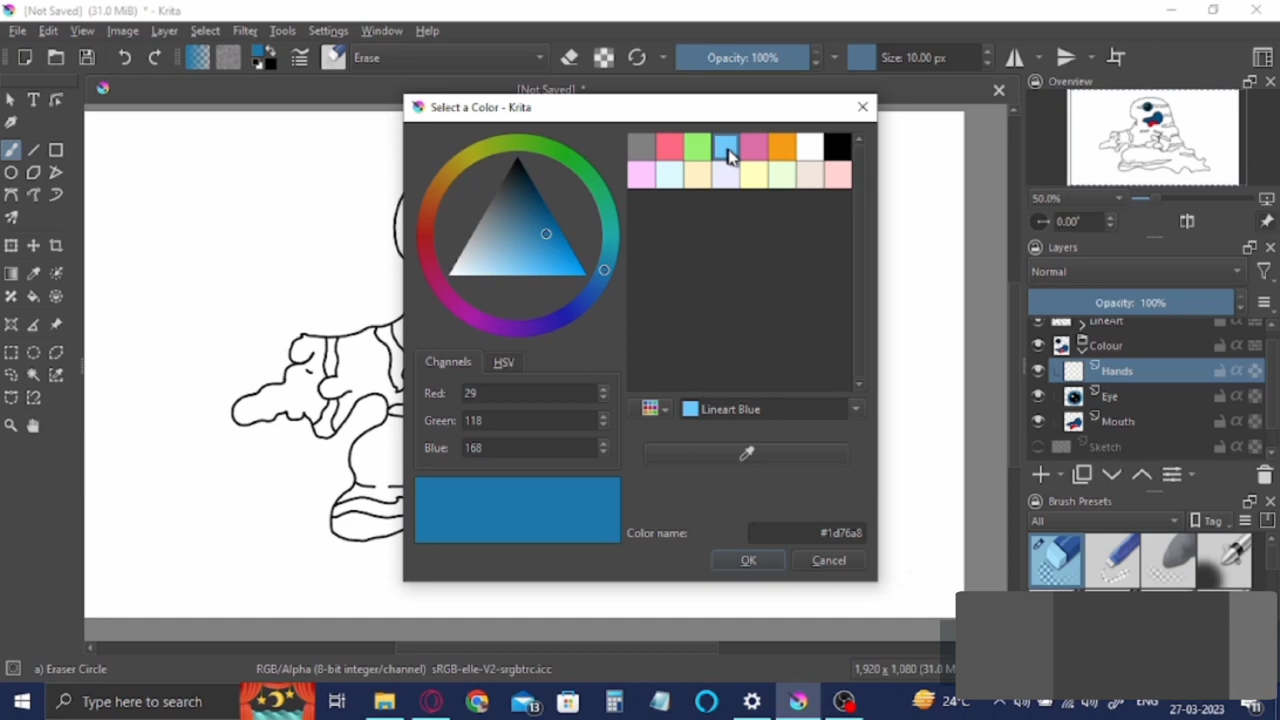 [Not Saved] (31.0 MiB) * - Krita
File Edit View Image Layer Select Filter Tools Settings Window Help
Erase
Opacity: 100%
Size: 10.00 px
[Not Saved] *
Overview
50.0%
0.00°
Layers
Normal
Opacity: 100%
LineArt
Colour
Hands
Eye
Mouth
Sketch
Brush Presets
All
Tag
Select a Color - Krita
Channels HSV
Red: 29
Green: 118
Blue: 168
Lineart Blue
Color name: #1d76a8
OK Cancel
a) Eraser Circle
RGB/Alpha (8-bit integer/channel) sRGB-elle-V2-srgbtrc.icc
1,920 x 1,080 (31.0 M
Type here to search
13
24°C
ENG
27-03-2023
11